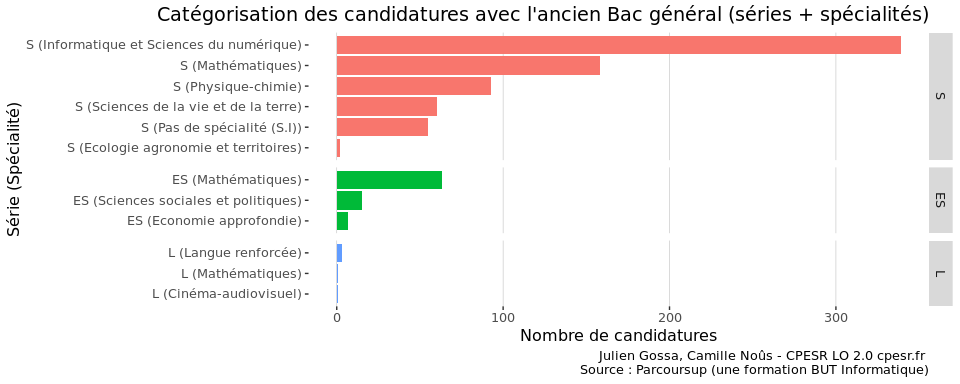 Catégorisation des candidatures avec l'ancien Bac général (séries + spécialités)
Série (Spécialité)
S (Informatique et Sciences du numérique)
S (Mathématiques)
S (Physique-chimie)
S (Sciences de la vie et de la terre)
S (Pas de spécialité (S.I))
S (Ecologie agronomie et territoires)
S
ES (Mathématiques)
ES (Sciences sociales et politiques)
ES (Economie approfondie)
ES
L (Langue renforcée)
L (Mathématiques)
L (Cinéma-audiovisuel)
L
0 100 200 300
Nombre de candidatures
Julien Gossa, Camille Noûs - CPESR LO 2.0 cpesr.fr
Source : Parcoursup (une formation BUT Informatique)